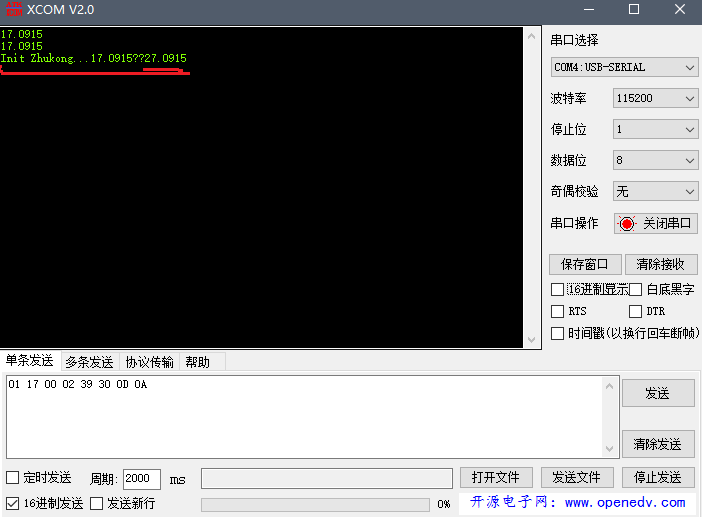 XCOM V2.0
17.0915
17.0915
Init Zhukong...17.0915??27.0915
串口选择
COM4:USB-SERIAL
波特率 115200
停止位 1
数据位 8
奇偶校验 无
串口操作 关闭串口
保存窗口 清除接收
16进制显示 白底黑字
RTS DTR
时间戳(以换行回车断帧)
单条发送 多条发送 协议传输 帮助
01 17 00 02 39 30 0D 0A
发送
清除发送
定时发送 周期: 2000 ms 打开文件 发送文件 停止发送
16进制发送 发送新行 0% 开源电子网: www.openedv.com